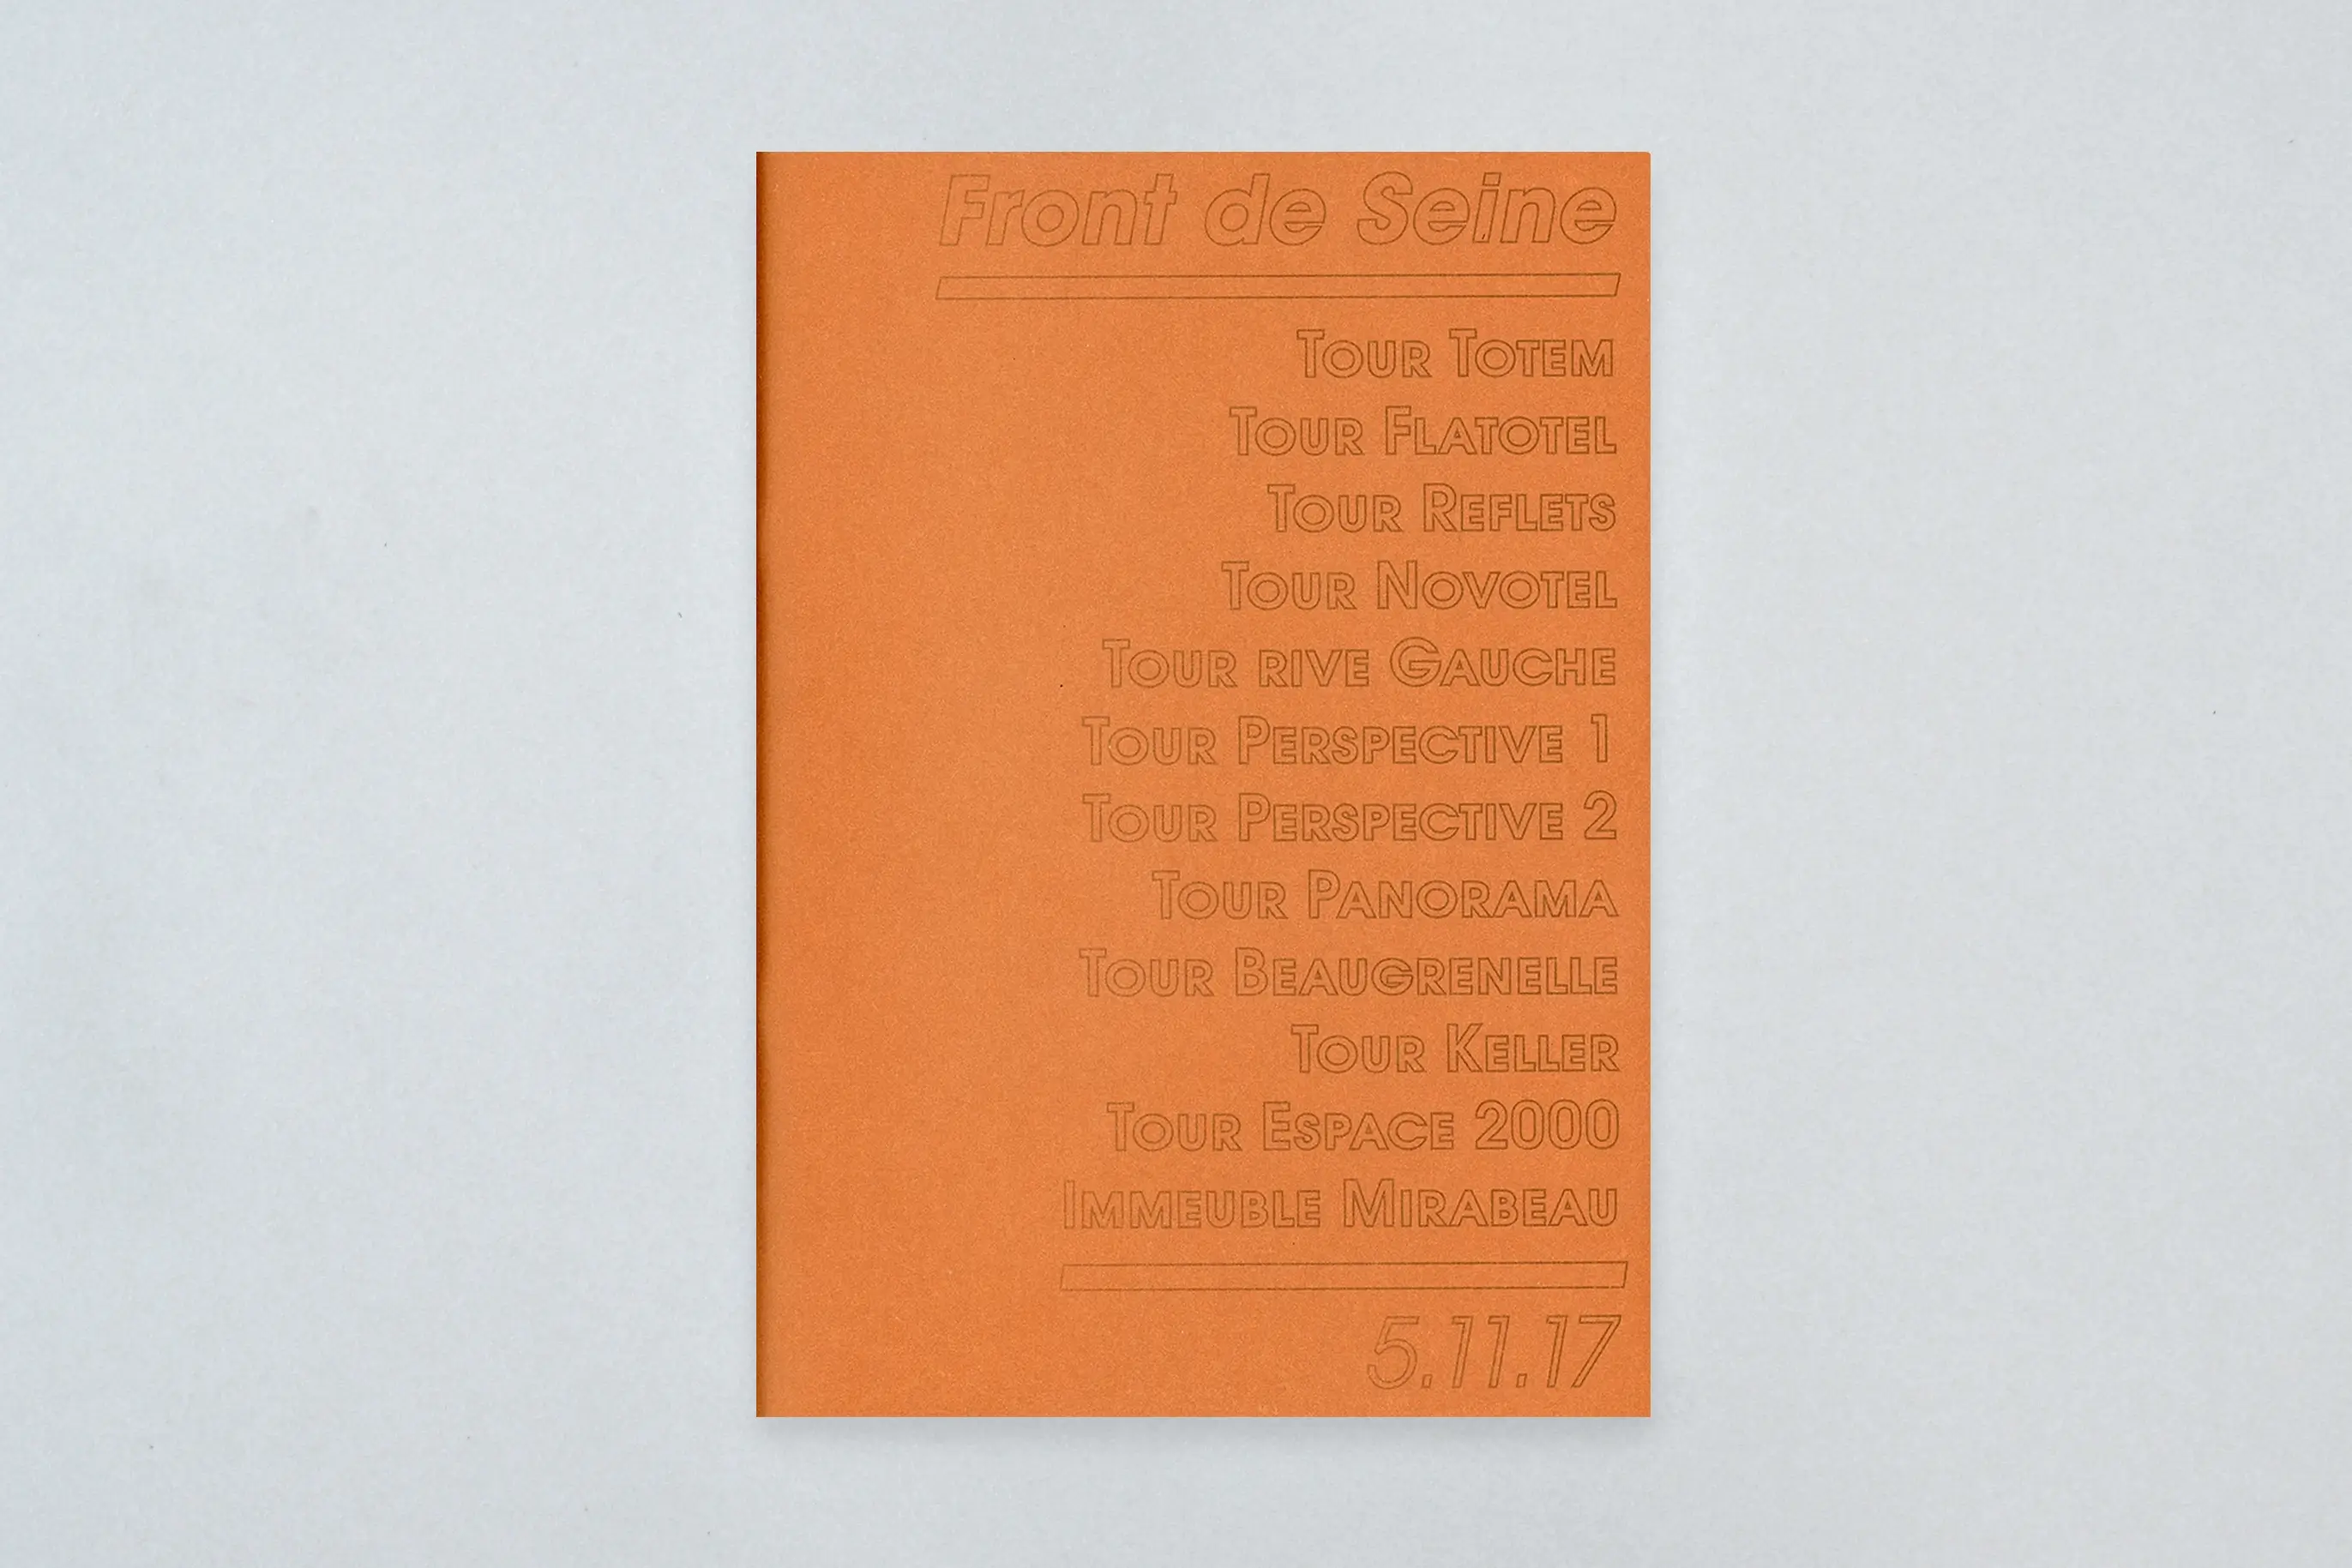 Front de Seine
Tour Totem
Tour Flatotel
Tour Reflets
Tour Novotel
Tour rive Gauche
Tour Perspective 1
Tour Perspective 2
Tour Panorama
Tour Beaugrenelle
Tour Keller
Tour Espace 2000
Immeuble Mirabeau
5.11.17